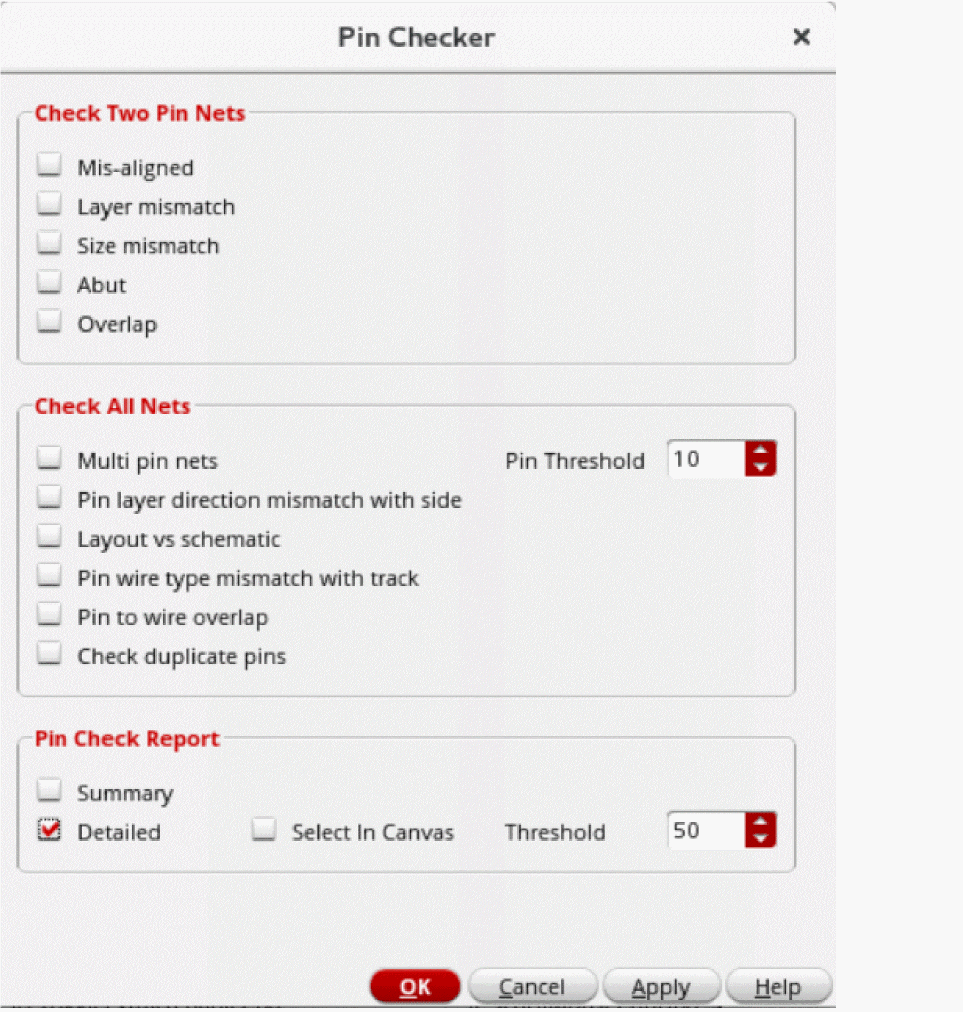 Pin Checker
Check Two Pin Nets
Mis-aligned
Layer mismatch
Size mismatch
Abut
Overlap
Check All Nets
Multi pin nets Pin Threshold 10
Pin layer direction mismatch with side
Layout vs schematic
Pin wire type mismatch with track
Pin to wire overlap
Check duplicate pins
Pin Check Report
Summary
Detailed Select In Canvas Threshold 50
OK Cancel Apply Help